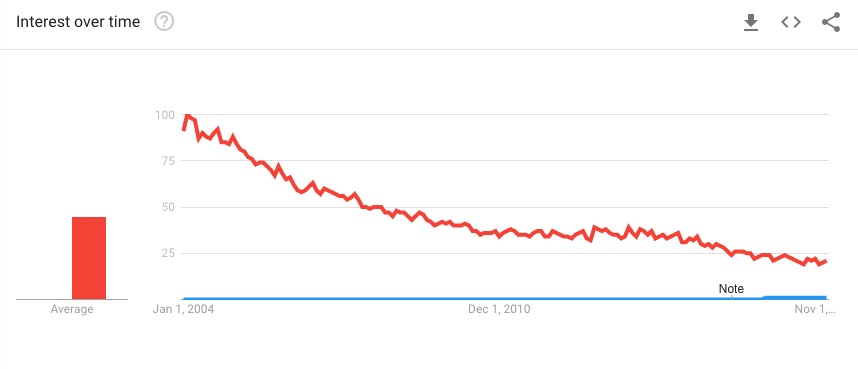 Interest over time
100
75
50
25
Note
Average
Jan 1, 2004
Dec 1, 2010
Nov 1,...